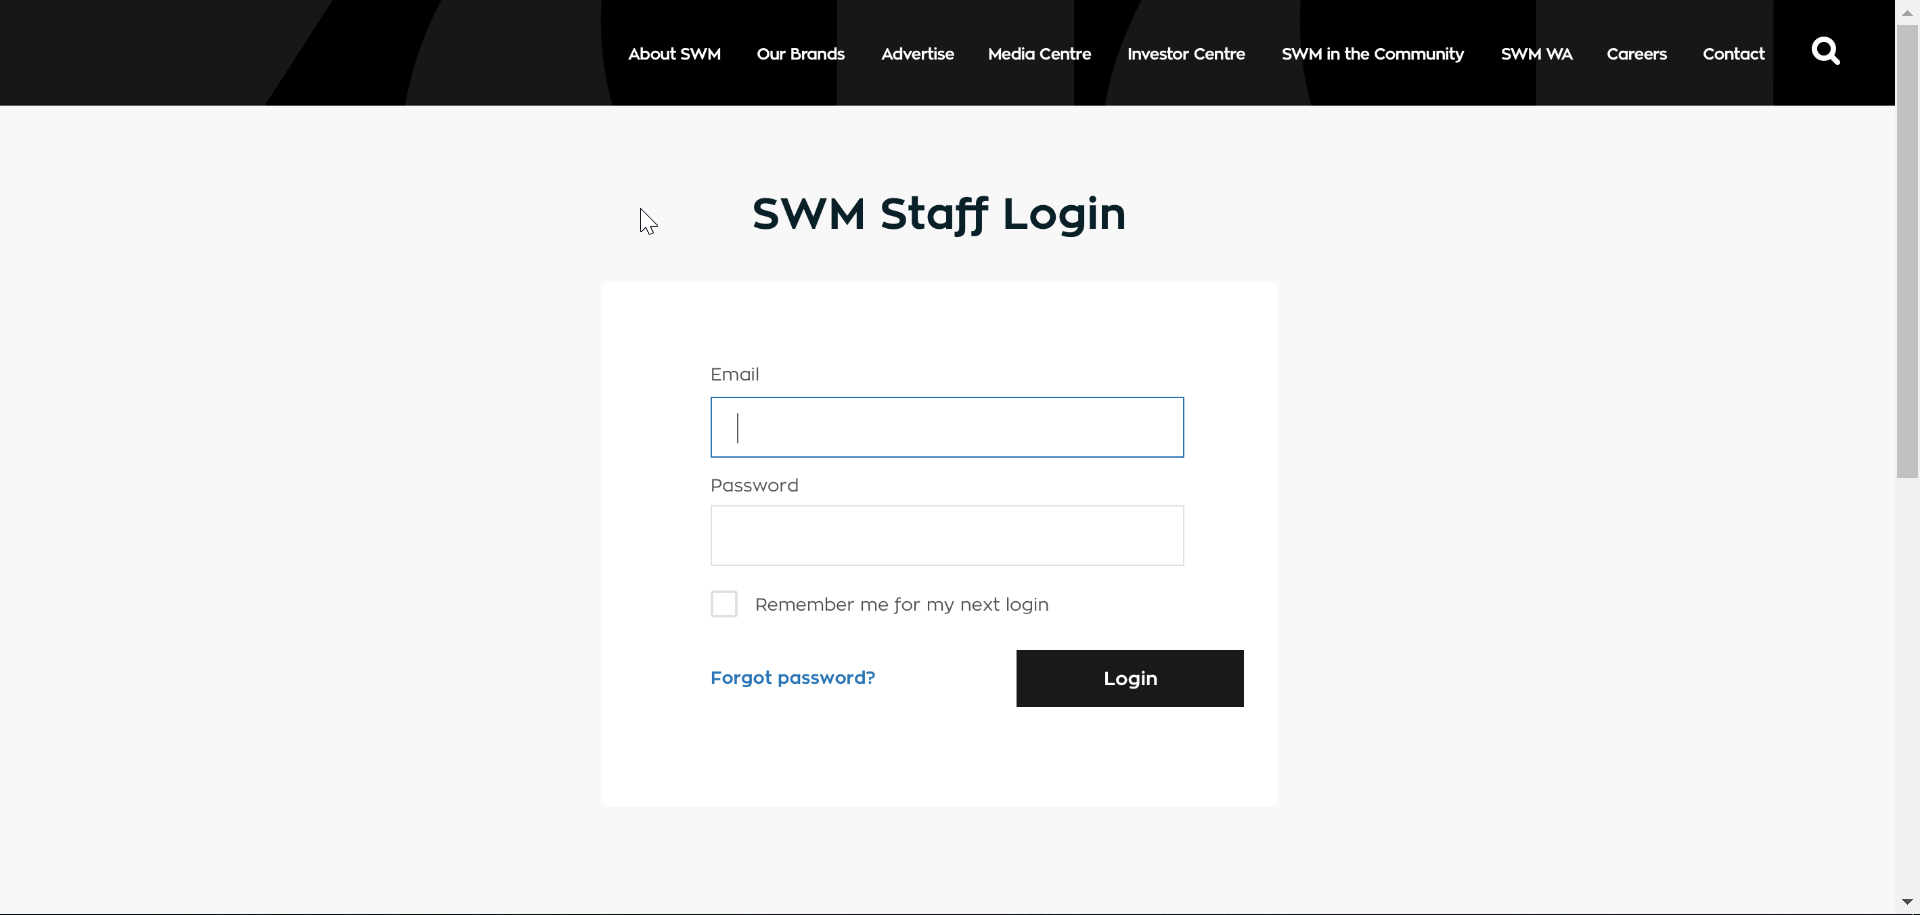 About SWM Our Brands Advertise Media Centre Investor Centre SWM in the Community SWM WA Careers Contact
SWM Staff Login
Email
Password
Remember me for my next login
Forgot password? Login